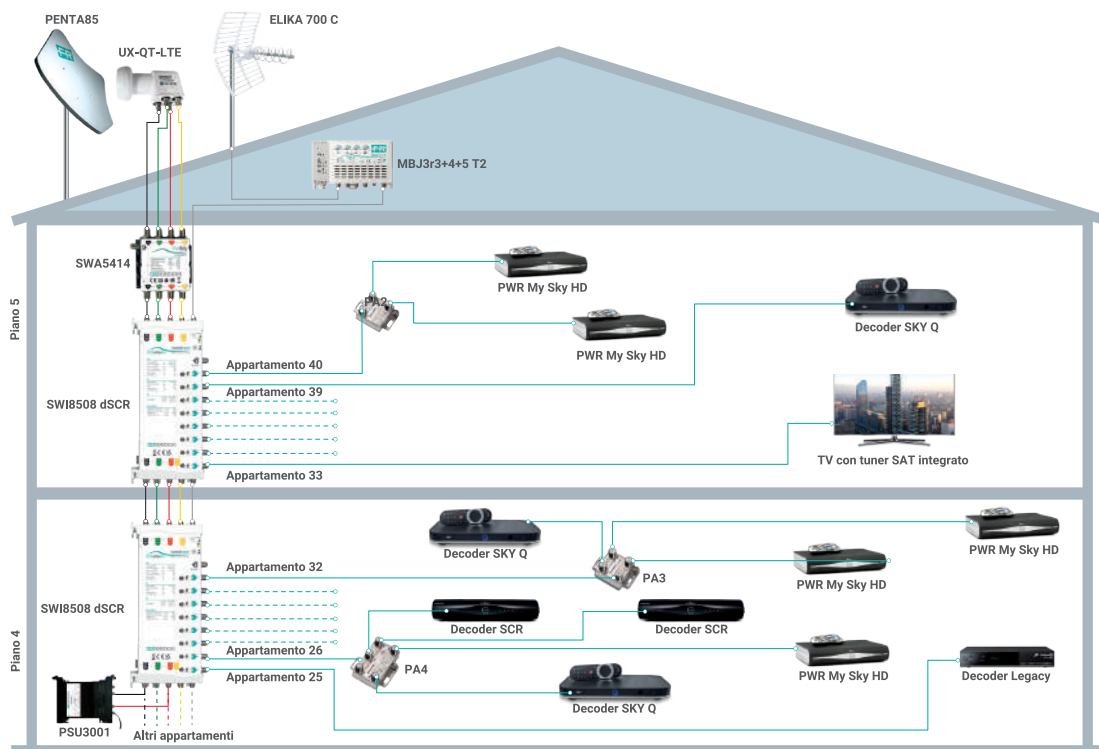 PENTA85
ELIKA 700 C
UX-QT-LTE
MBJ3r3+4+5 T2
SWA5414
PWR My Sky HD
Decoder SKY Q
PWR My Sky HD
Piano 5
Appartamento 40
Appartamento 39
SWI8508 dSCR
TV con tuner SAT integrato
Appartamento 33
Decoder SKY Q
PWR My Sky HD
Appartamento 32
PA3
PWR My Sky HD
SWI8508 dSCR
Decoder SCR
Decoder SCR
Piano 4
Appartamento 26
PA4
PWR My Sky HD
Decoder Legacy
Appartamento 25
Decoder SKY Q
PSU3001
Altri appartamenti